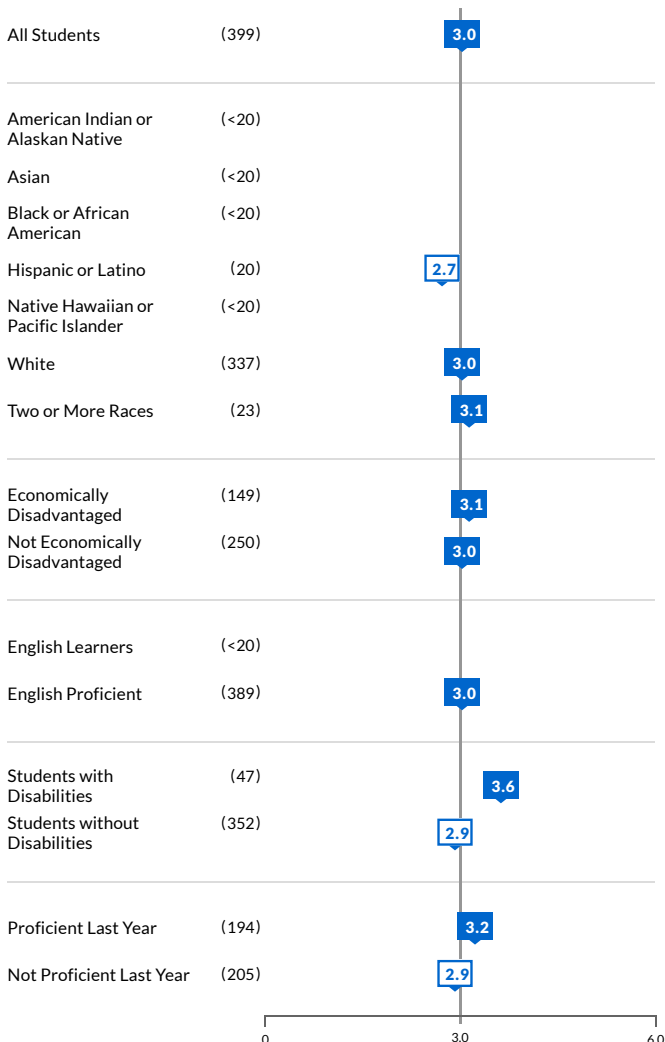 All Students (399) 3.0
American Indian or (<20)
Alaskan Native
Asian (<20)
Black or African (<20)
American
Hispanic or Latino (20) 2.7
Native Hawaiian or (<20)
Pacific Islander
White (337) 3.0
Two or More Races (23) 3.1
Economically (149) 3.1
Disadvantaged
Not Economically (250) 3.0
Disadvantaged
English Learners (<20)
English Proficient (389) 3.0
Students with (47) 3.6
Disabilities
Students without (352) 2.9
Disabilities
Proficient Last Year (194) 3.2
Not Proficient Last Year (205) 2.9
0 3.0 6.0